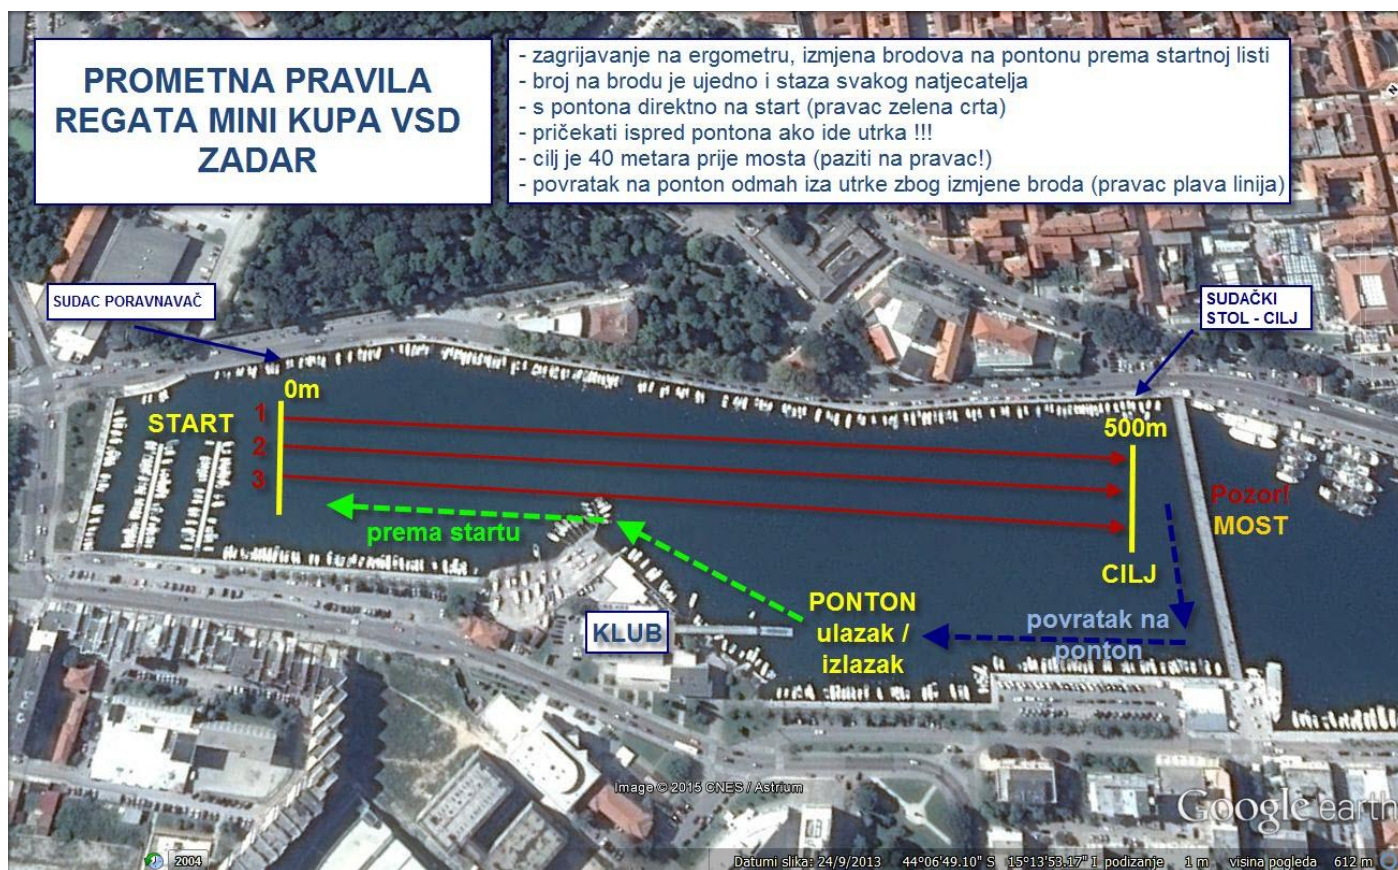 PROMETNA PRAVILA
REGATA MINI KUPA VSD
ZADAR
- zagrijavanje na ergometru, izmjena brodova na pontonu prema startnoj listi
- broj na brodu je ujedno i staza svakog natjecatelja
- s pontona direktno na start (pravac zelena crta)
- pričekati ispred pontona ako ide utrka !!!
- cilj je 40 metara prije mosta (paziti na pravac!)
- povratak na ponton odmah iza utrke zbog izmjene broda (pravac plava linija)
N
SUDAC PORAVNAVAČ
SUDAČKI
STOL - CILJ
0m
START
1
2
3
500m
Pozor!
MOST
CILJ
prema startu
PONTON
ulazak /
izlazak
povratak na
ponton
KLUB
Image © 2015 CNES / Astrium
Google earth
2004
Datumi slika: 24/9/2013 44°06'49.10" S 15°13'53.17" I podizanje 1 m visina pogleda 612 m